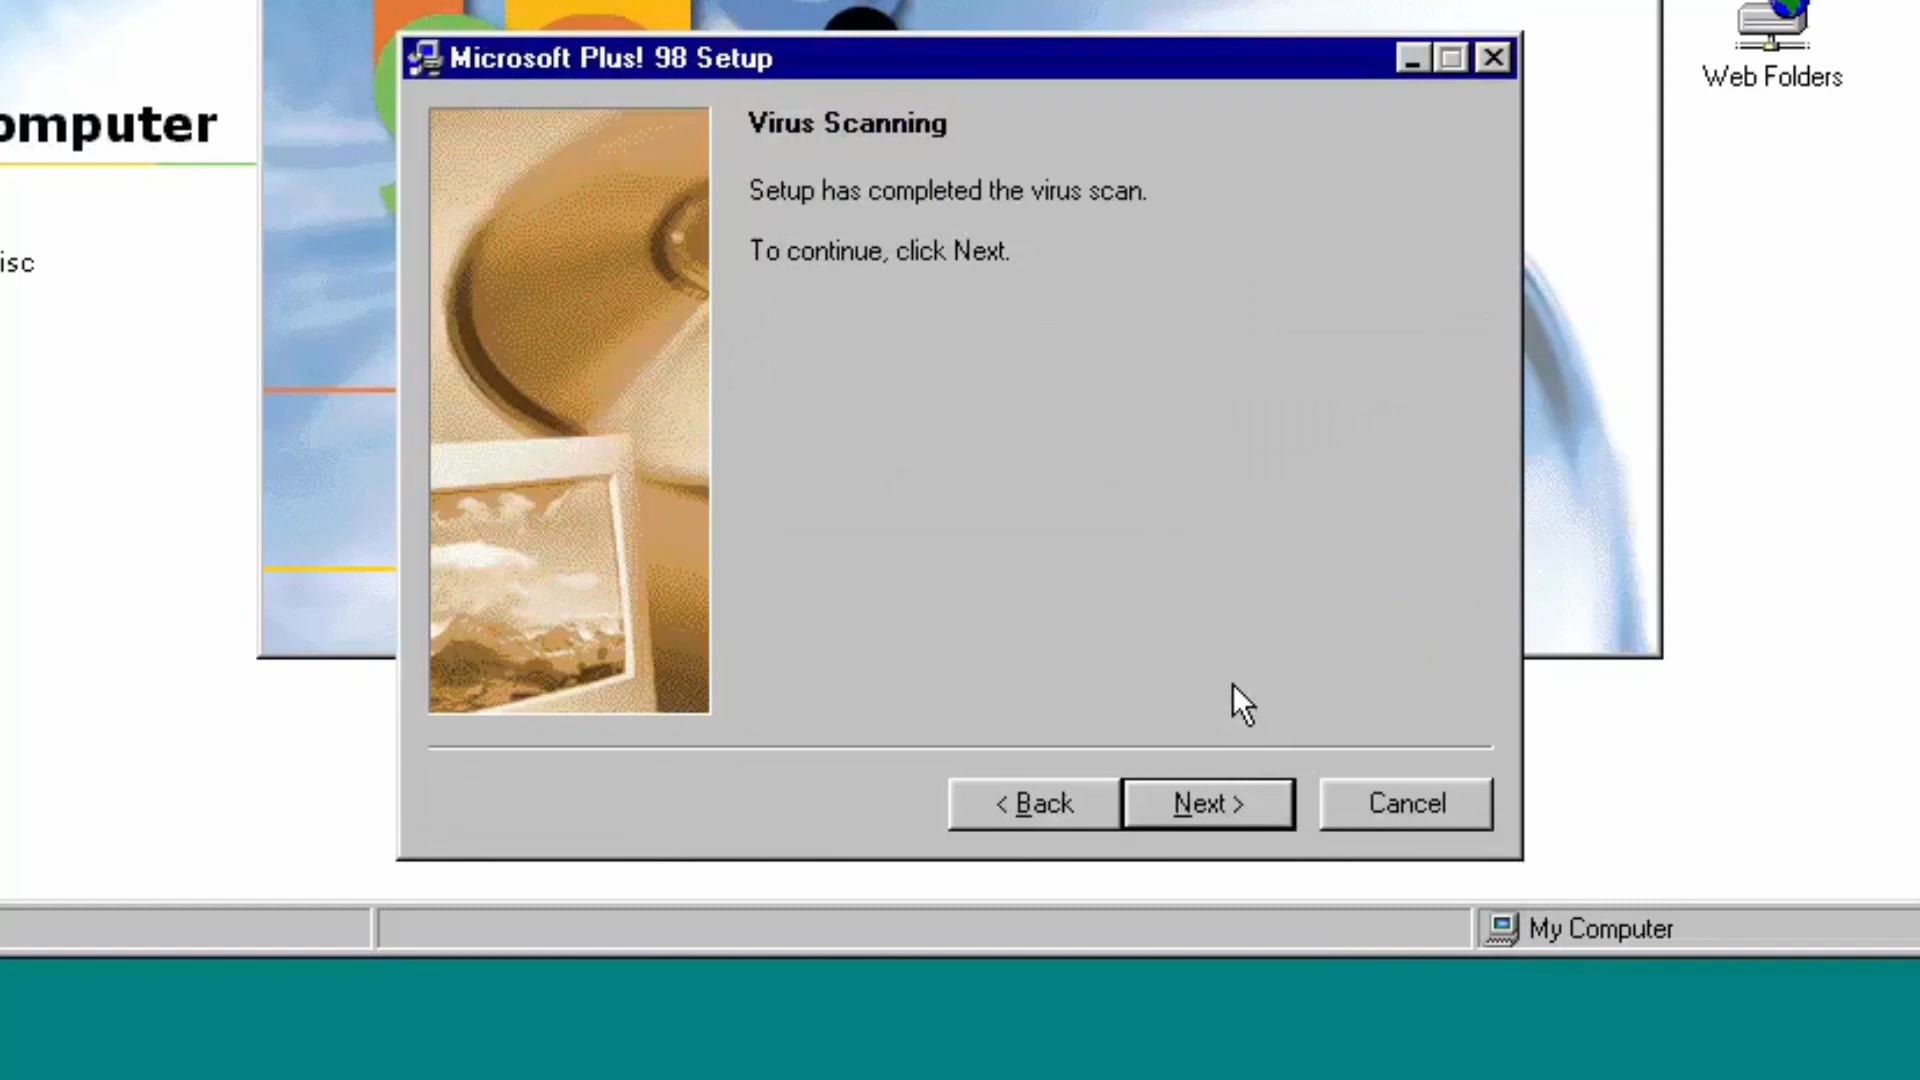 Microsoft Plus! 98 Setup
Web Folders
omputer
Virus Scanning
Setup has completed the virus scan.
isc
To continue, click Next.
< Back
Next >
Cancel
My Computer